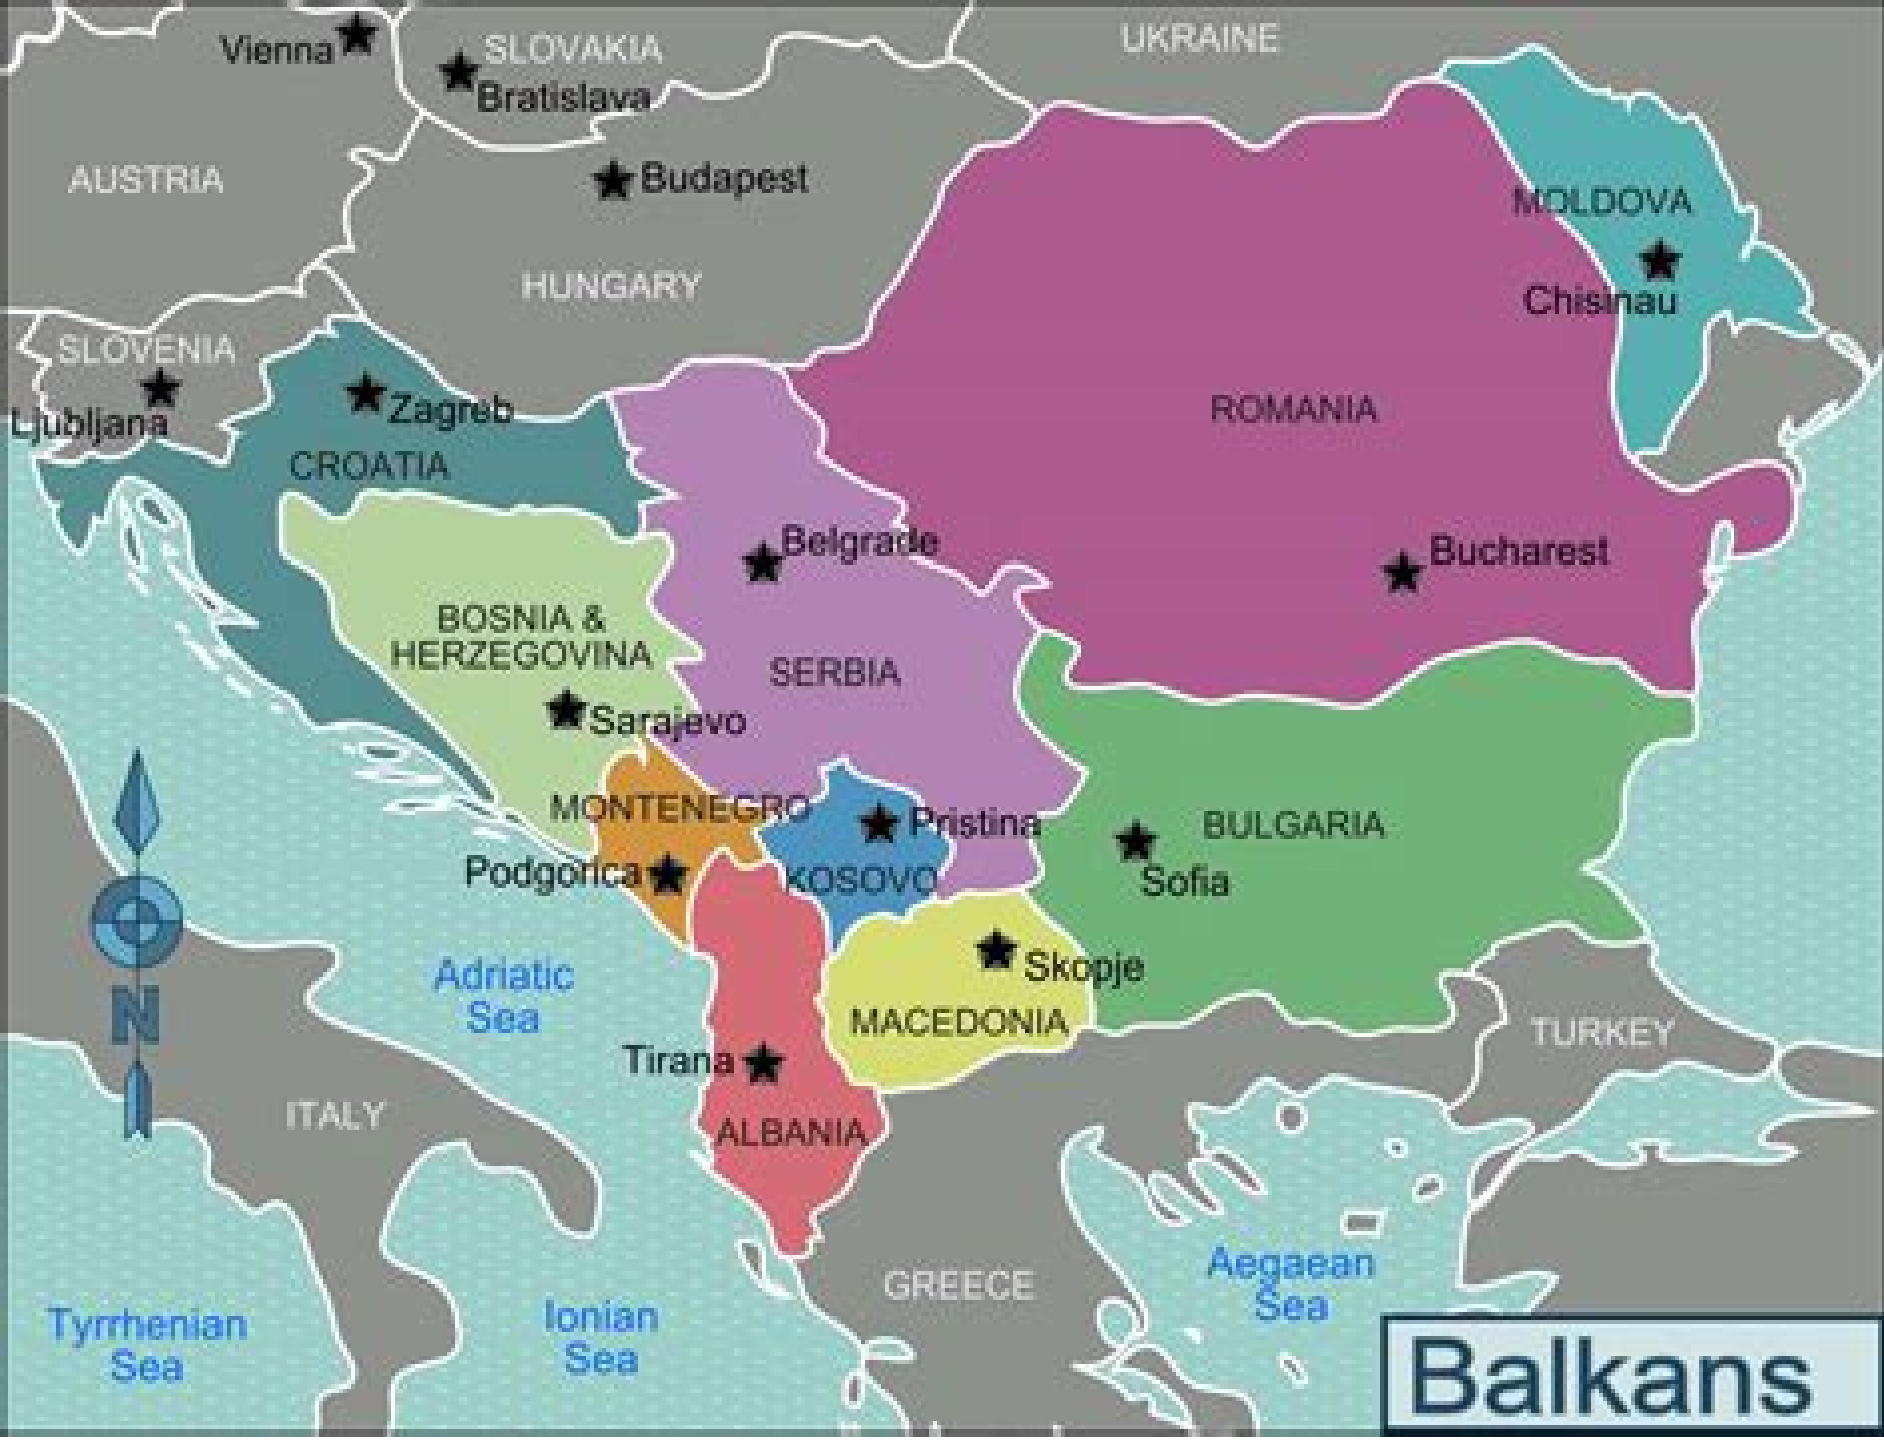 Vienna
SLOVAKIA
Bratislava
UKRAINE
AUSTRIA
Budapest
MOLDOVA
HUNGARY
Chisinau
SLOVENIA
Ljubljana
Zagreb
ROMANIA
CROATIA
Belgrade
Bucharest
BOSNIA &
HERZEGOVINA
SERBIA
Sarajevo
MONTENEGRO
Pristina
BULGARIA
Podgorica
KOSOVO
Sofia
Adriatic
Sea
Skopje
N
MACEDONIA
TURKEY
Tirana
ITALY
ALBANIA
Aegaean
Sea
GREECE
Tyrrhenian
Sea
Ionian
Sea
Balkans